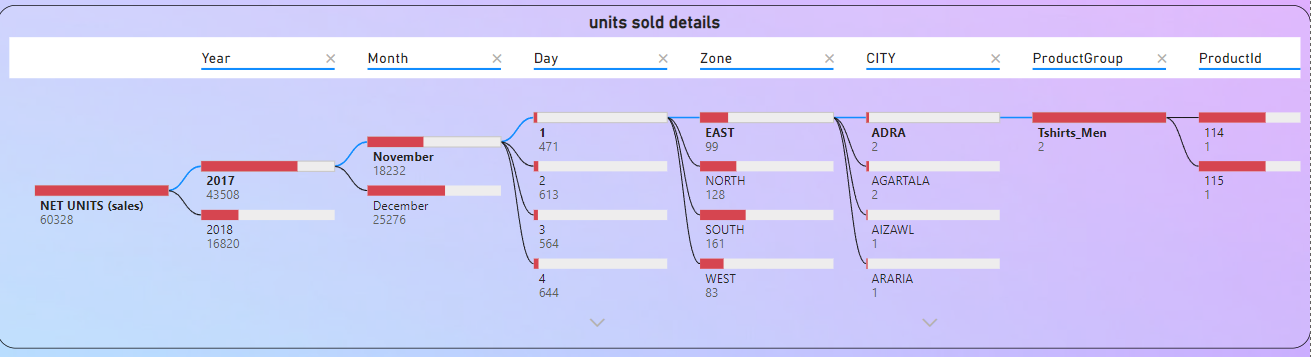 units sold details
Year × Month × Day × Zone × CITY × ProductGroup × ProductId
NET UNITS (sales)
60328
2017
43508
2018
16820
November
18232
December
25276
1
471
2
613
3
564
4
644
EAST
99
NORTH
128
SOUTH
161
WEST
83
ADRA
2
AGARTALA
2
AIZAWL
1
ARARIA
1
Tshirts_Men
2
114
1
115
1